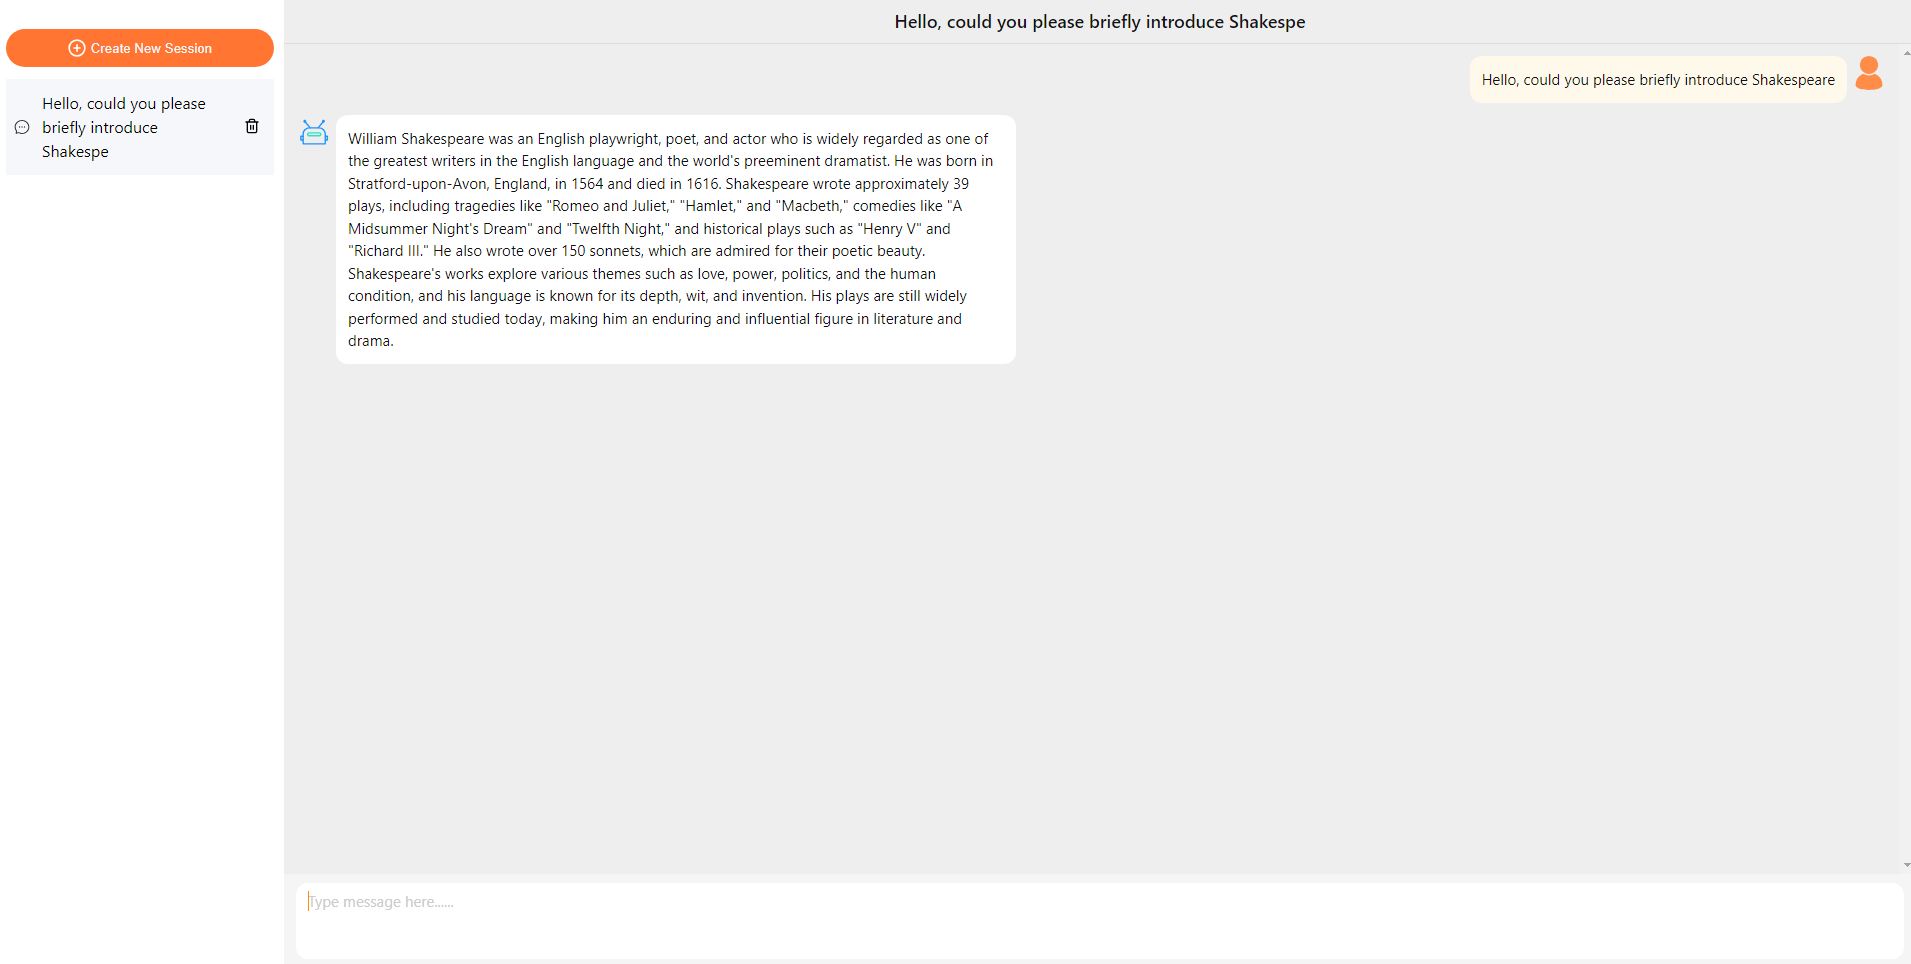 Create New Session
Hello, could you please
briefly introduce
Shakespe
Hello, could you please briefly introduce Shakespe
Hello, could you please briefly introduce Shakespeare
William Shakespeare was an English playwright, poet, and actor who is widely regarded as one of
the greatest writers in the English language and the world's preeminent dramatist. He was born in
Stratford-upon-Avon, England, in 1564 and died in 1616. Shakespeare wrote approximately 39
plays, including tragedies like "Romeo and Juliet," "Hamlet," and "Macbeth," comedies like "A
Midsummer Night's Dream" and "Twelfth Night," and historical plays such as "Henry V" and
"Richard III." He also wrote over 150 sonnets, which are admired for their poetic beauty.
Shakespeare's works explore various themes such as love, power, politics, and the human
condition, and his language is known for its depth, wit, and invention. His plays are still widely
performed and studied today, making him an enduring and influential figure in literature and
drama.
Type message here......